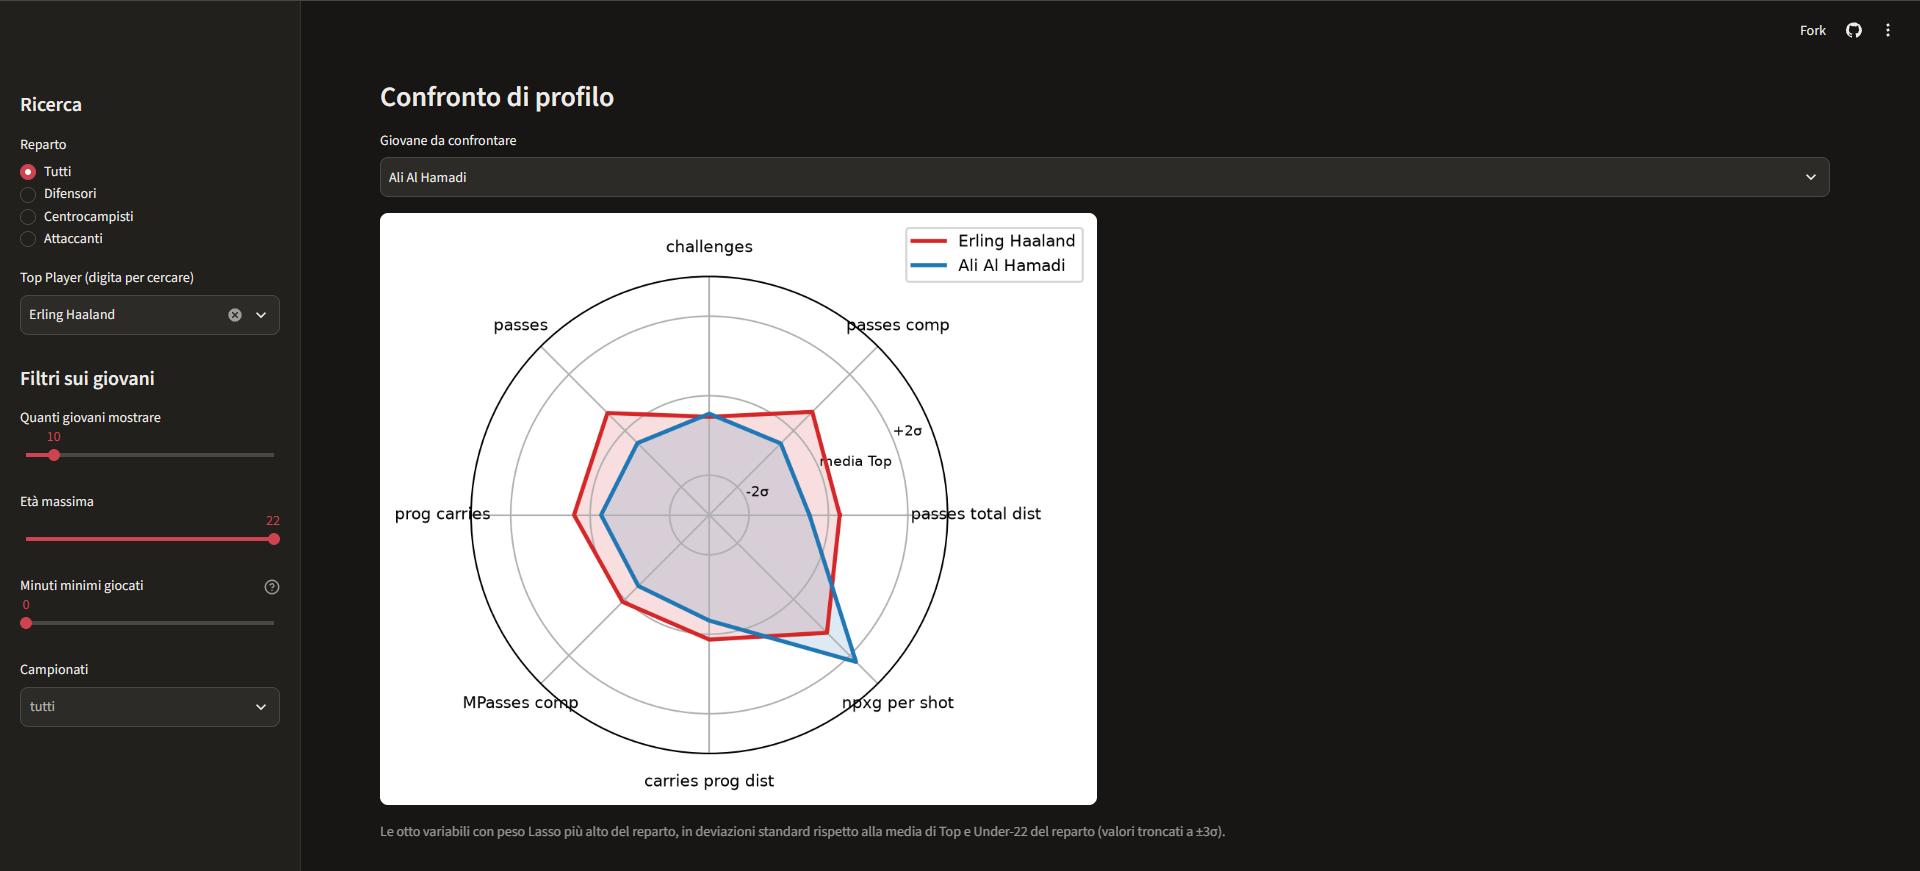 Fork
Ricerca
Reparto
Tutti
Difensori
Centrocampisti
Attaccanti
Top Player (digita per cercare)
Erling Haaland
Filtri sui giovani
Quanti giovani mostrare
10
Età massima
22
Minuti minimi giocati
0
Campionati
tutti
Confronto di profilo
Giovane da confrontare
Ali Al Hamadi
Erling Haaland
Ali Al Hamadi
challenges
passes
passes comp
+2σ
media Top
-2σ
prog carries
passes total dist
MPasses comp
npxg per shot
carries prog dist
Le otto variabili con peso Lasso più alto del reparto, in deviazioni standard rispetto alla media di Top e Under-22 del reparto (valori troncati a ±3σ).